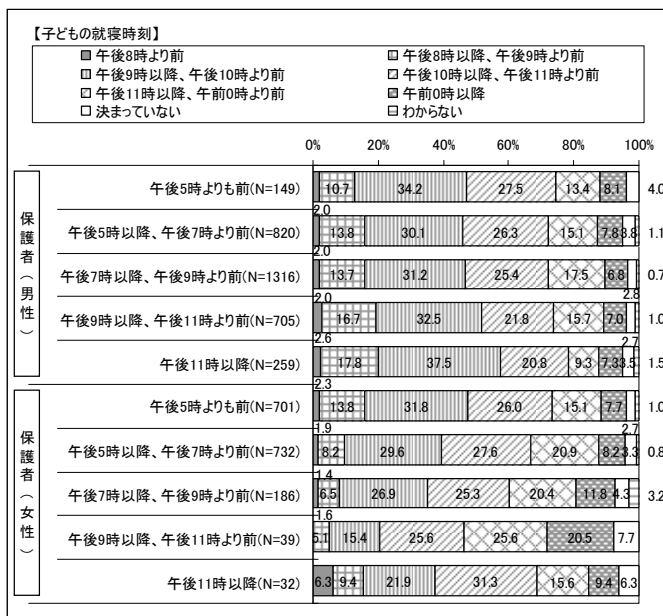 【子どもの就寝時刻】
午後8時より前 午後8時以降、午後9時より前
午後9時以降、午後10時より前 午後10時以降、午後11時より前
午後11時以降、午前0時より前 午前0時以降
決まっていない わからない
0% 20% 40% 60% 80% 100%
保護者(男性)
午後5時よりも前(N=149) 10.7 34.2 27.5 13.4 8.1 4.0
2.0
午後5時以降、午後7時より前(N=820) 13.8 30.1 26.3 15.1 7.8 3.8 1.1
2.0
午後7時以降、午後9時より前(N=1316) 13.7 31.2 25.4 17.5 6.8 0.7
2.0 2.8
午後9時以降、午後11時より前(N=705) 16.7 32.5 21.8 15.7 7.0 1.0
2.6 2.7
午後11時以降(N=259) 17.8 37.5 20.8 9.3 7.3 3.5 1.5
2.3
保護者(女性)
午後5時よりも前(N=701) 13.8 31.8 26.0 15.1 7.7 1.0
1.9 2.7
午後5時以降、午後7時より前(N=732) 8.2 29.6 27.6 20.9 8.2 3.3 0.8
1.4
午後7時以降、午後9時より前(N=186) 6.5 26.9 25.3 20.4 11.8 4.3 3.2
1.6
午後9時以降、午後11時より前(N=39) 5.1 15.4 25.6 25.6 20.5 7.7
午後11時以降(N=32) 6.3 9.4 21.9 31.3 15.6 9.4 6.3